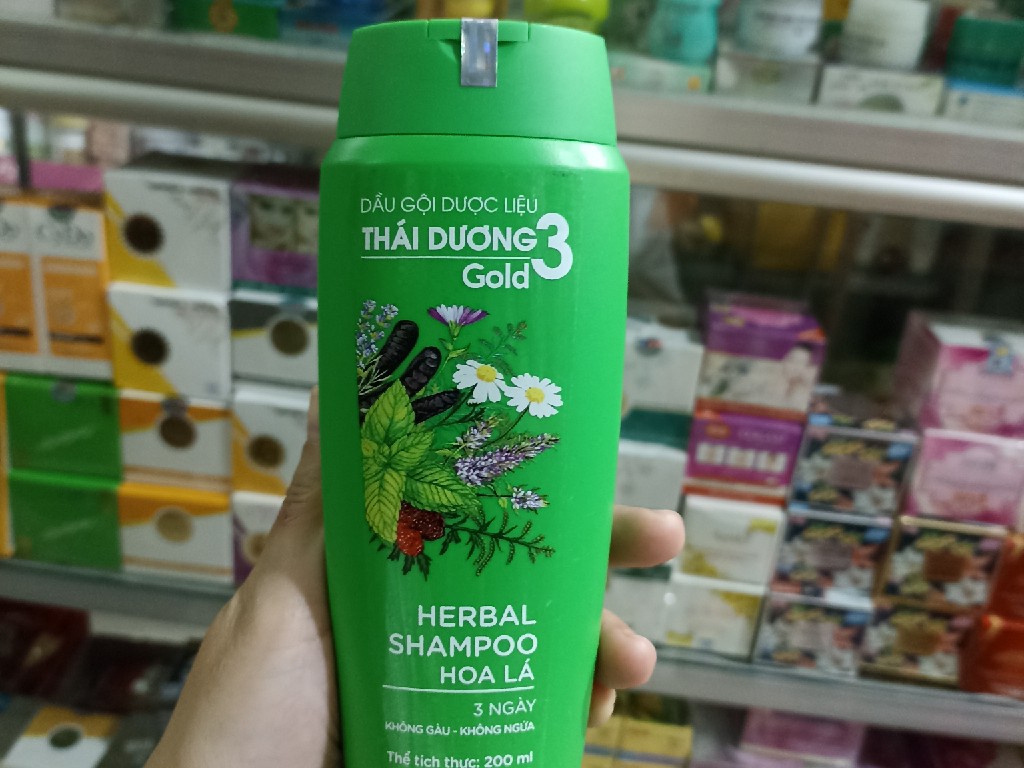 DẦU GỘI DƯỢC LIỆU
THÁI DƯƠNG 3
Gold
HERBAL
SHAMPOO
HOA LÁ
3 NGÀY
KHÔNG GÀU - KHÔNG NGỨA
Thể tích thực: 200 ml